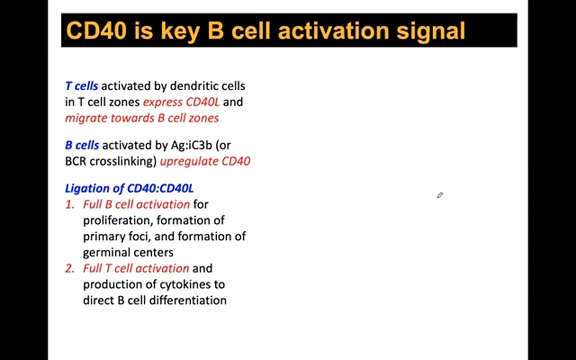 CD40 is key B cell activation signal
T cells activated by dendritic cells
in T cell zones express CD40L and
migrate towards B cell zones
B cells activated by Ag:iC3b (or
BCR crosslinking) upregulate CD40
Ligation of CD40:CD40L
1. Full B cell activation for
proliferation, formation of
primary foci, and formation of
germinal centers
2. Full T cell activation and
production of cytokines to
direct B cell differentiation